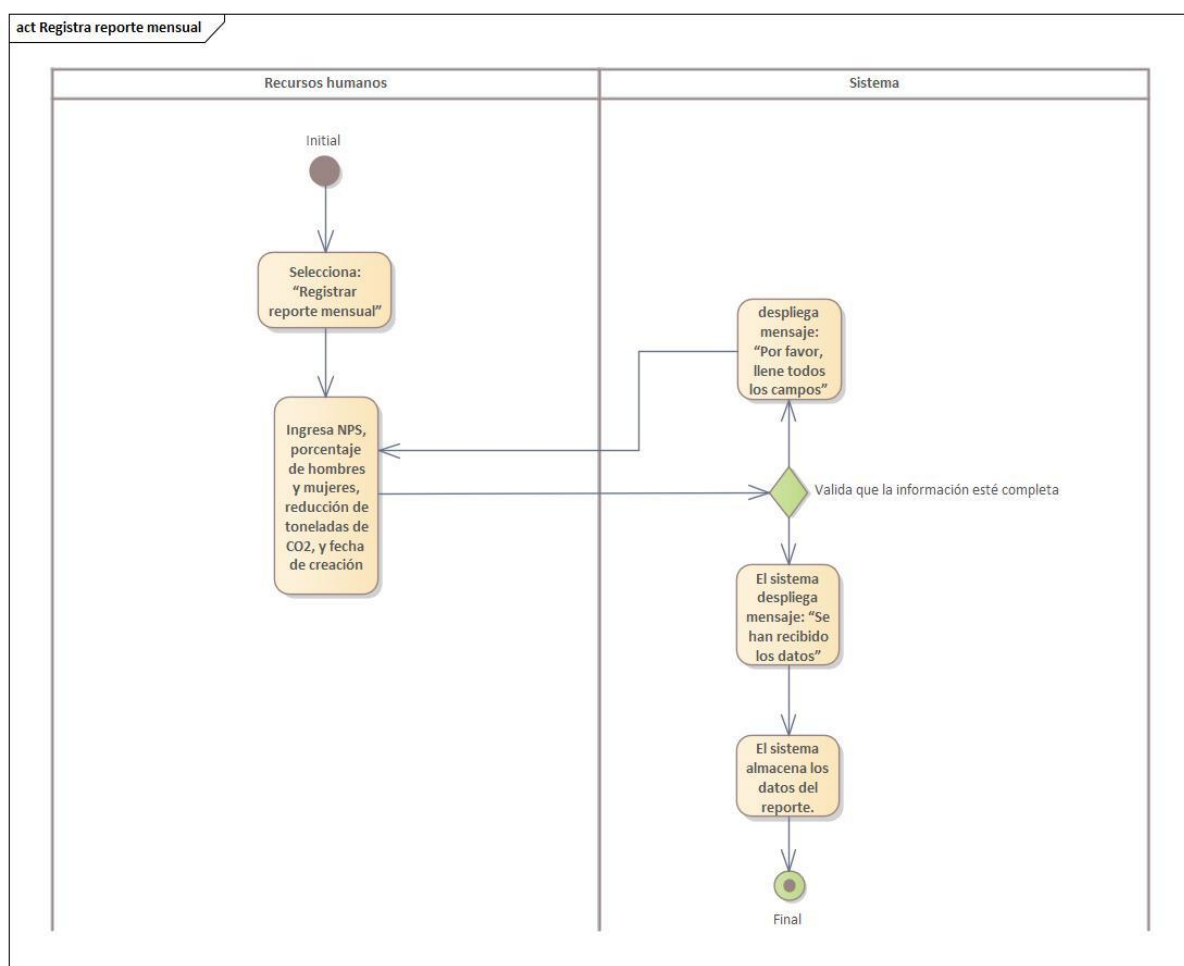 act Registra reporte mensual
Recursos humanos
Sistema
Initial
Selecciona:
“Registrar
reporte mensual”
Ingresa NPS,
porcentaje
de hombres
y mujeres,
reducción de
toneladas de
CO2, y fecha
de creación
despliega
mensaje:
“Por favor,
llene todos
los campos”
Valida que la información esté completa
El sistema
despliega
mensaje: “Se
han recibido
los datos”
El sistema
almacena los
datos del
reporte.
Final